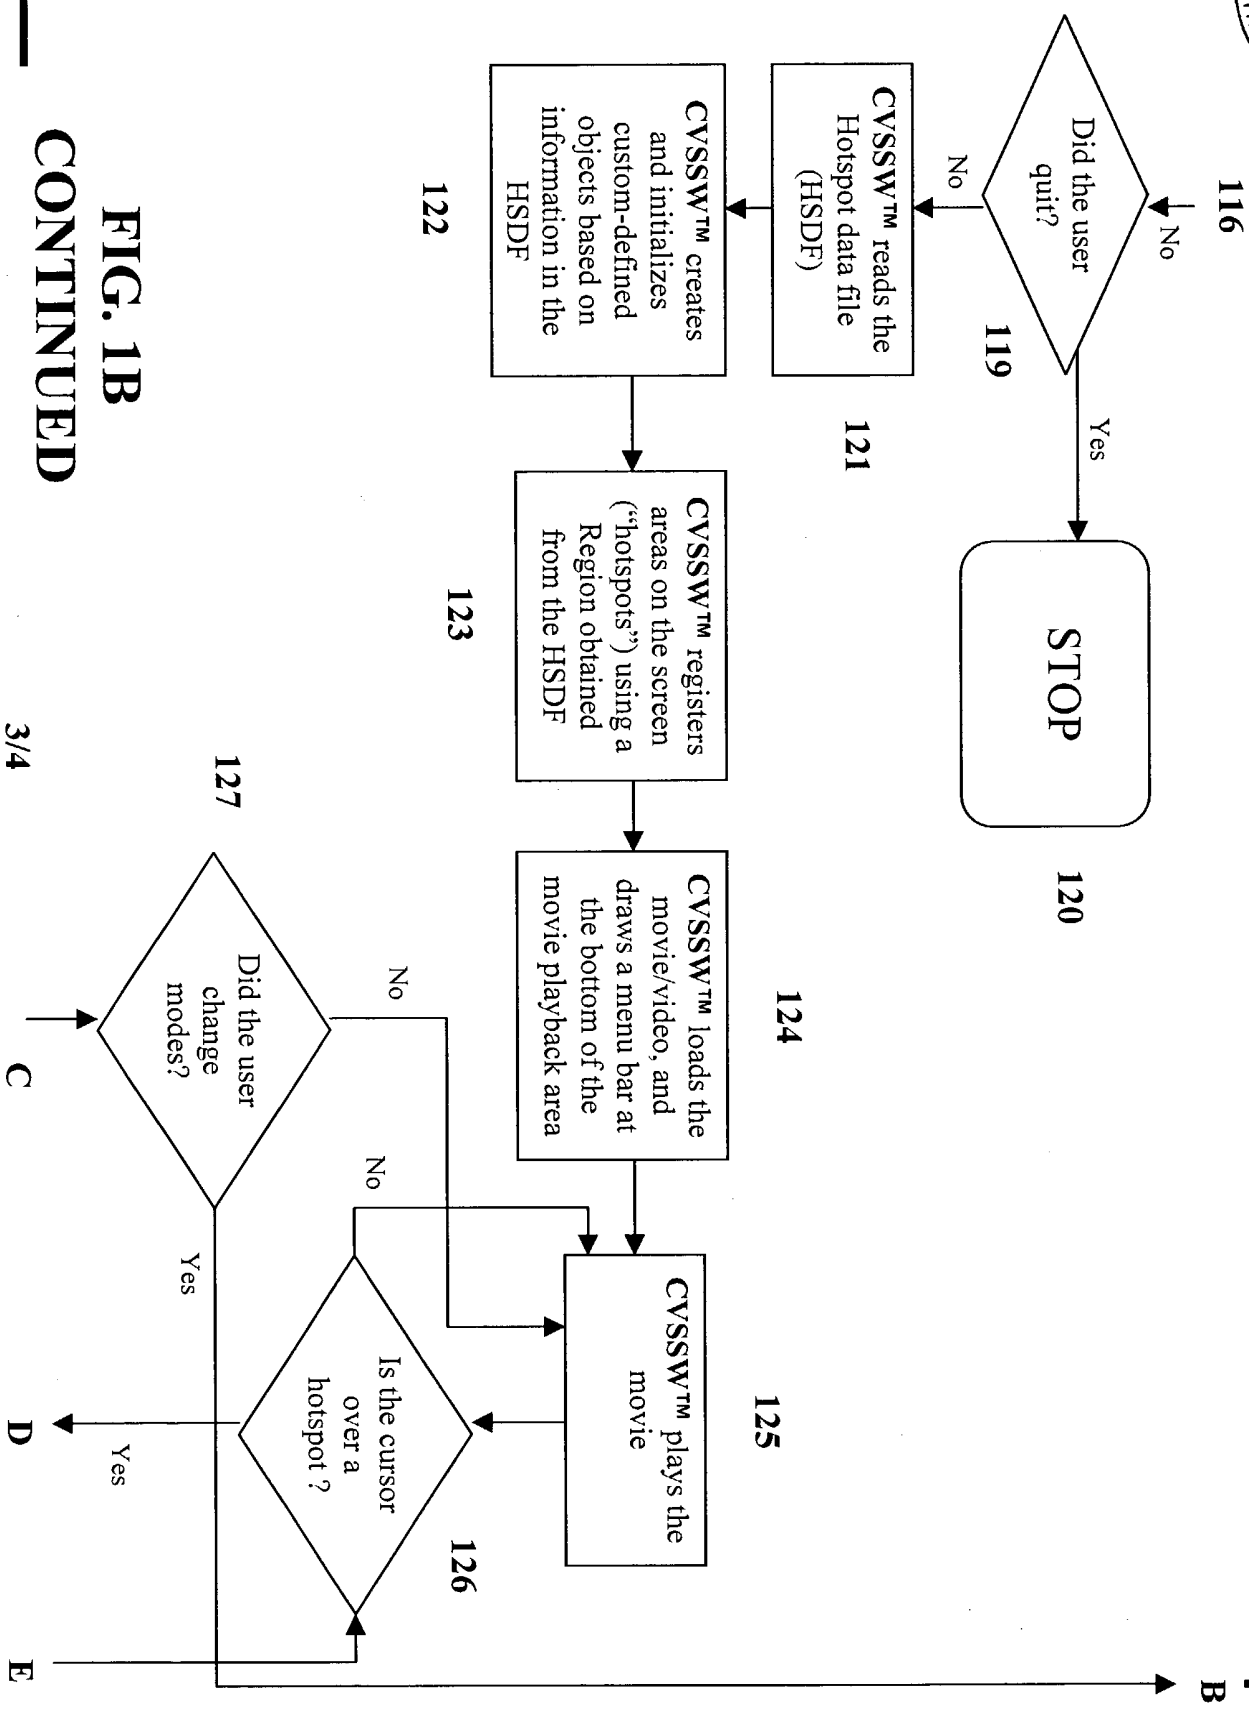 116
No
Did the user
quit?
119
Yes
STOP
120
No
CVSSW™ reads the
Hotspot data file
(HSDF)
121
CVSSW™ creates
and initializes
custom-defined
objects based on
information in the
HSDF
122
CVSSW™ registers
areas on the screen
(“hotspots”) using a
Region obtained
from the HSDF
123
CVSSW™ loads the
movie/video, and
draws a menu bar at
the bottom of the
movie playback area
124
CVSSW™ plays the
movie
125
No
No
Is the cursor
over a
hotspot ?
126
Yes
Did the user
change
modes?
127
Yes
B
C
D
E
FIG. 1B
CONTINUED
3/4